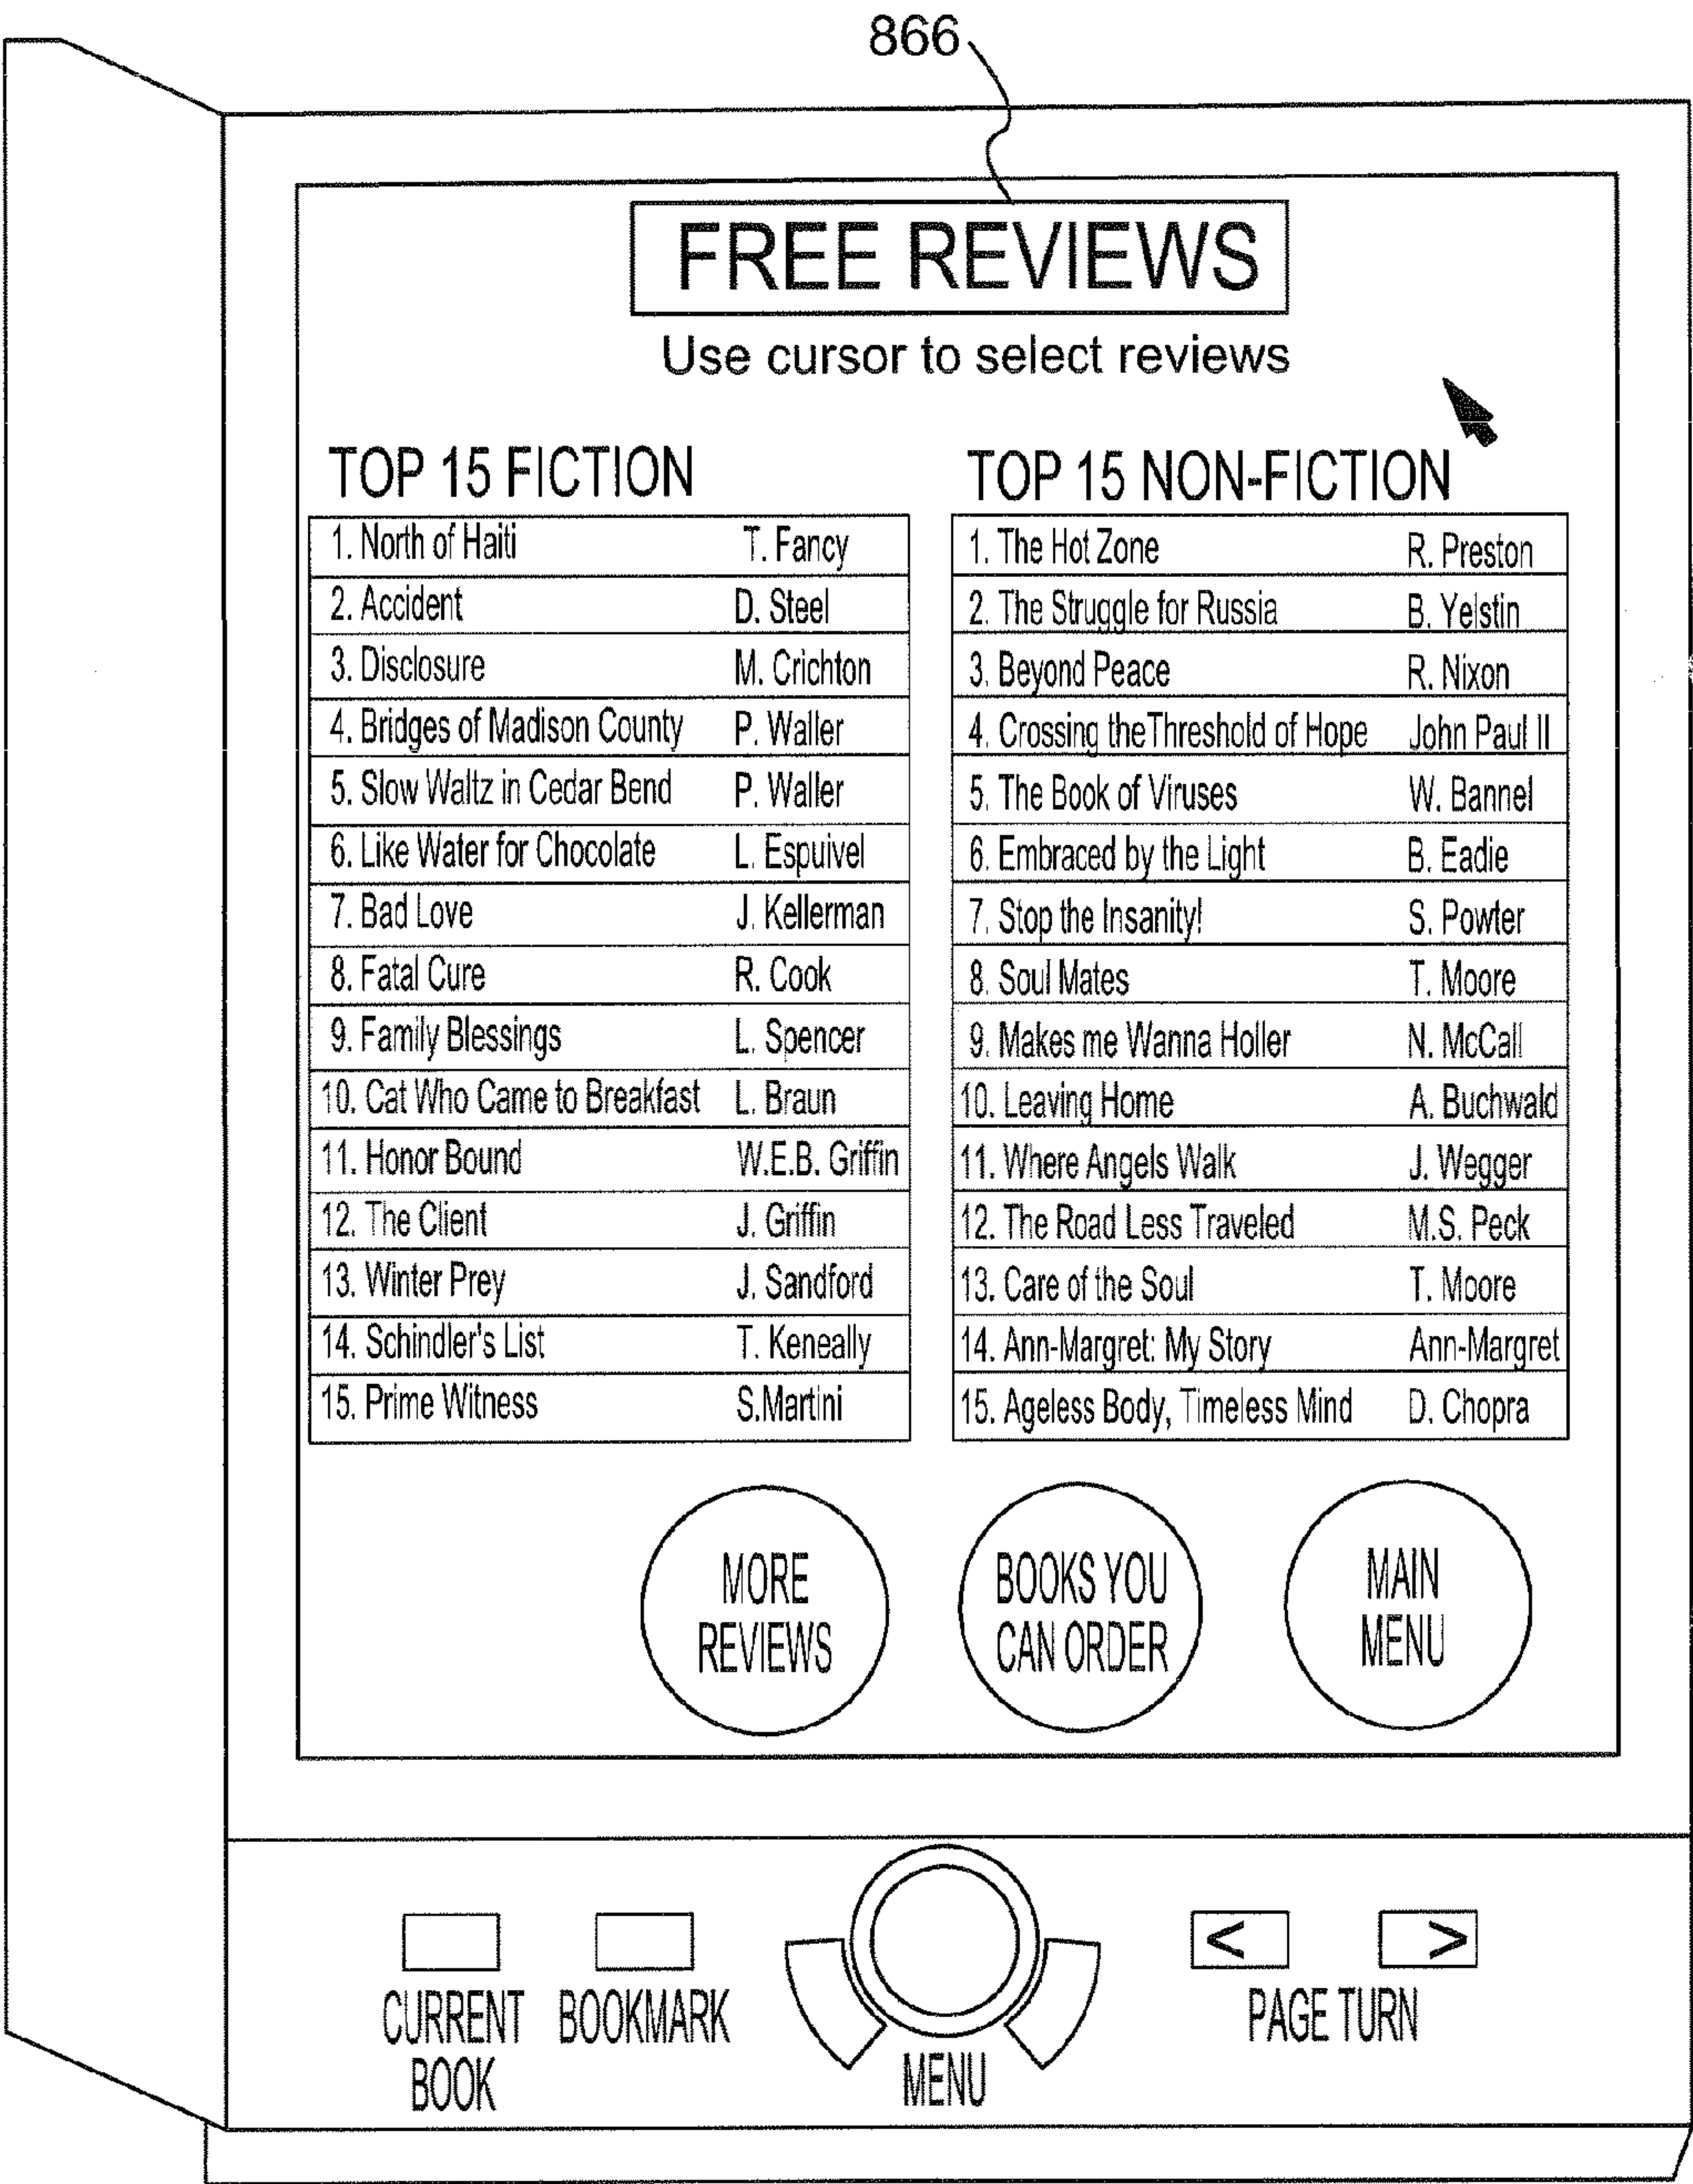 866
FREE REVIEWS
Use cursor to select reviews
TOP 15 FICTION
1. North of Haiti T. Fancy
2. Accident D. Steel
3. Disclosure M. Crichton
4. Bridges of Madison County P. Waller
5. Slow Waltz in Cedar Bend P. Waller
6. Like Water for Chocolate L. Espuivel
7. Bad Love J. Kellerman
8. Fatal Cure R. Cook
9. Family Blessings L. Spencer
10. Cat Who Came to Breakfast L. Braun
11. Honor Bound W.E.B. Griffin
12. The Client J. Griffin
13. Winter Prey J. Sandford
14. Schindler's List T. Keneally
15. Prime Witness S.Martini
TOP 15 NON-FICTION
1. The Hot Zone R. Preston
2. The Struggle for Russia B. Yelstin
3. Beyond Peace R. Nixon
4. Crossing theThreshold of Hope John Paul II
5. The Book of Viruses W. Bannel
6. Embraced by the Light B. Eadie
7. Stop the Insanity! S. Powter
8. Soul Mates T. Moore
9. Makes me Wanna Holler N. McCall
10. Leaving Home A. Buchwald
11. Where Angels Walk J. Wegger
12. The Road Less Traveled M.S. Peck
13. Care of the Soul T. Moore
14. Ann-Margret: My Story Ann-Margret
15. Ageless Body, Timeless Mind D. Chopra
MORE
REVIEWS
BOOKS YOU
CAN ORDER
MAIN
MENU
CURRENT
BOOK
BOOKMARK
MENU
< >
PAGE TURN